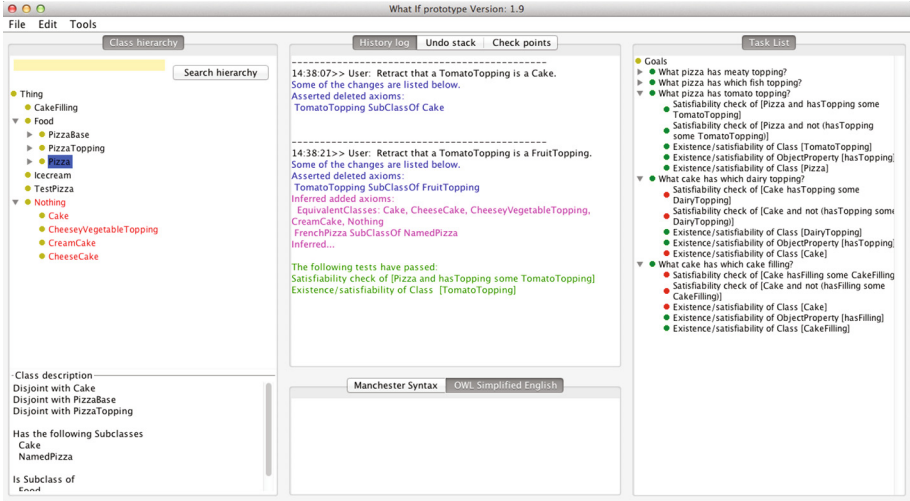 What If prototype Version: 1.9
File Edit Tools
Class hierarchy
Search hierarchy
Thing
CakeFilling
Food
PizzaBase
PizzaTopping
Pizza
Icecream
TestPizza
Nothing
Cake
CheeseyVegetableTopping
CreamCake
CheeseCake
Class description
Disjoint with Cake
Disjoint with PizzaBase
Disjoint with PizzaTopping
Has the following Subclasses
Cake
NamedPizza
Is Subclass of
Food
History log Undo stack Check points
------------------------------------------------
14:38:07>> User: Retract that a TomatoTopping is a Cake.
Some of the changes are listed below.
Asserted deleted axioms:
TomatoTopping SubClassOf Cake
------------------------------------------------
14:38:21>> User: Retract that a TomatoTopping is a FruitTopping.
Some of the changes are listed below.
Asserted deleted axioms:
TomatoTopping SubClassOf FruitTopping
Inferred added axioms:
EquivalentClasses: Cake, CheeseCake, CheeseyVegetableTopping,
CreamCake, Nothing
FrenchPizza SubClassOf NamedPizza
Inferred...
The following tests have passed:
Satisfiability check of [Pizza and hasTopping some TomatoTopping]
Existence/satisfiability of Class [TomatoTopping]
Manchester Syntax OWL Simplified English
Task List
Goals
What pizza has meaty topping?
What pizza has which fish topping?
What pizza has tomato topping?
Satisfiability check of [Pizza and hasTopping some
TomatoTopping]
Satisfiability check of [Pizza and not (hasTopping
some TomatoTopping)]
Existence/satisfiability of Class [TomatoTopping]
Existence/satisfiability of ObjectProperty [hasTopping]
Existence/satisfiability of Class [Pizza]
What cake has which dairy topping?
Satisfiability check of [Cake hasTopping some
DairyTopping]
Satisfiability check of [Cake and not (hasTopping some
DairyTopping)]
Existence/satisfiability of Class [DairyTopping]
Existence/satisfiability of ObjectProperty [hasTopping]
Existence/satisfiability of Class [Cake]
What cake has which cake filling?
Satisfiability check of [Cake hasFilling some CakeFilling
Satisfiability check of [Cake and not (hasFilling some
CakeFilling)]
Existence/satisfiability of Class [Cake]
Existence/satisfiability of ObjectProperty [hasFilling]
Existence/satisfiability of Class [CakeFilling]